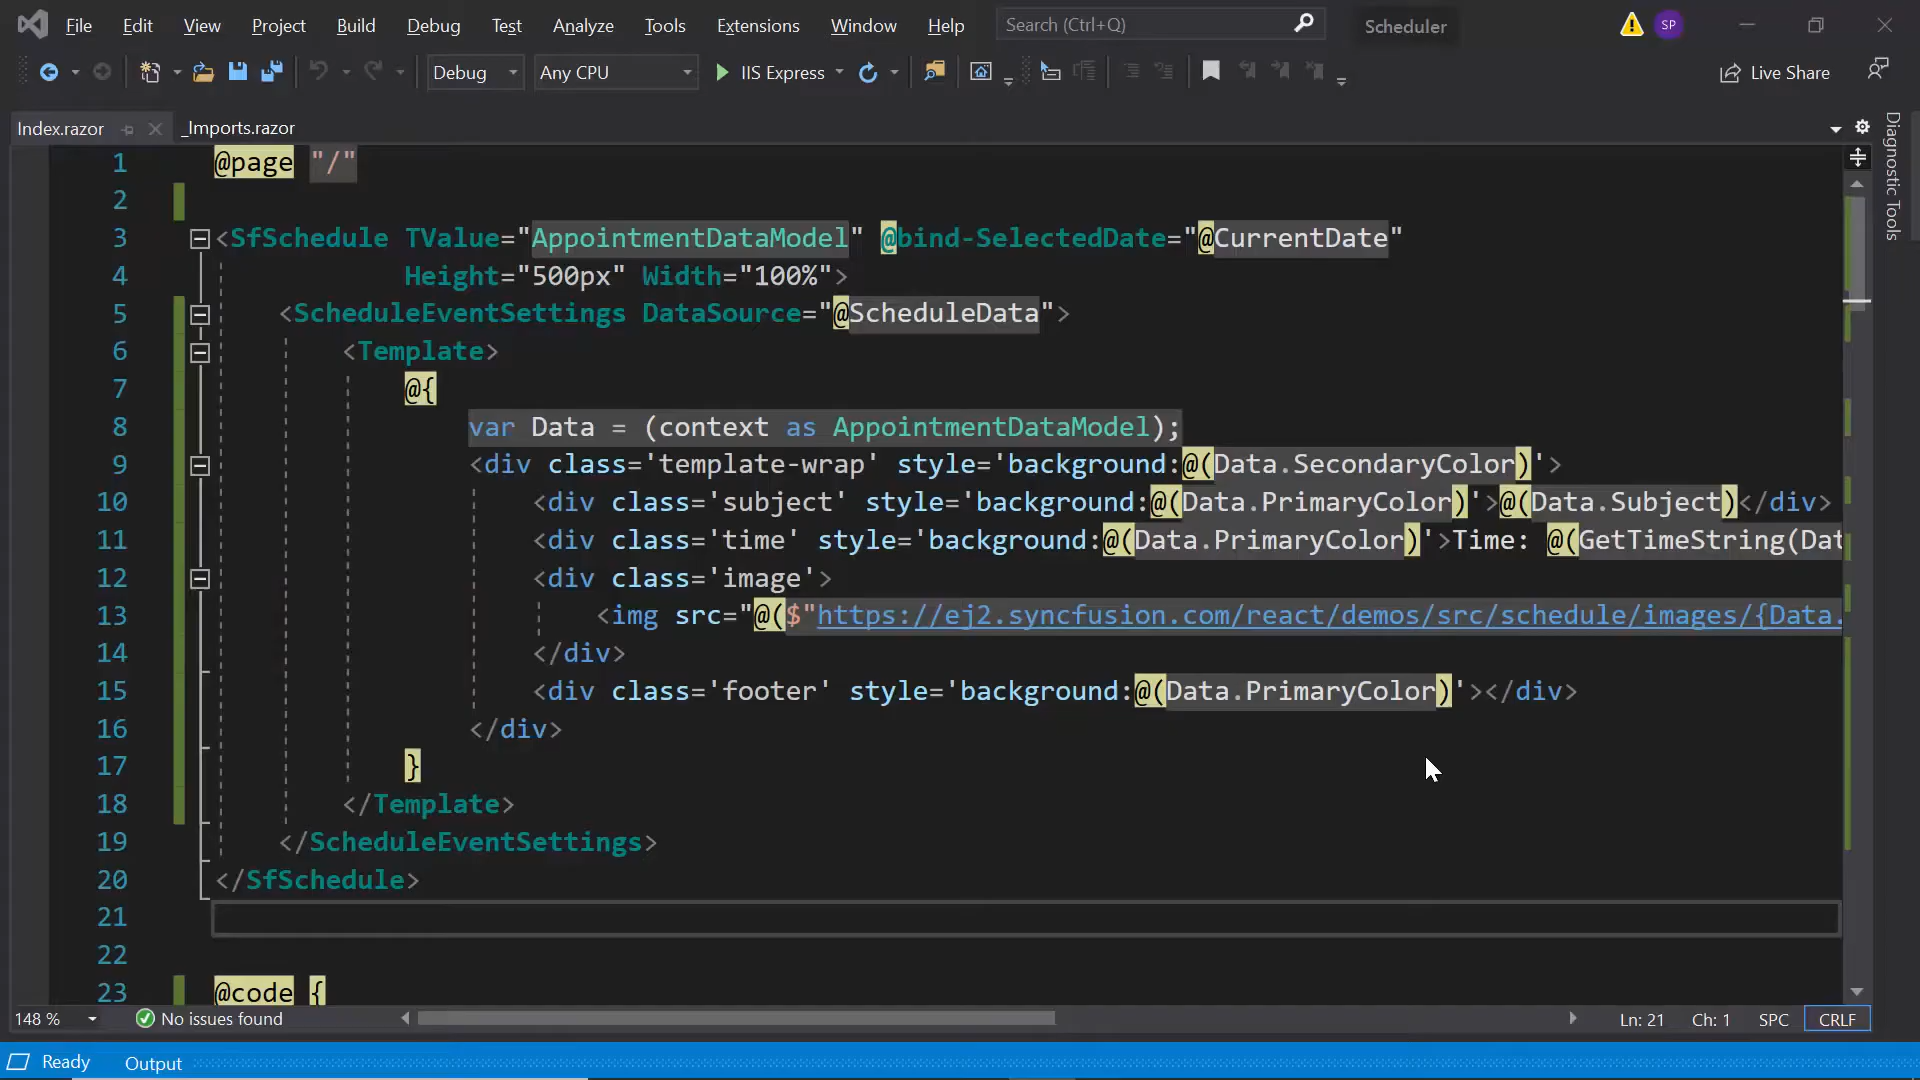 File Edit View Project Build Debug Test Analyze Tools Extensions Window Help Search (Ctrl+Q) Scheduler SP
Debug Any CPU IIS Express Live Share
Index.razor _Imports.razor
Diagnostic Tools
1 @page "/"
2
3 <SfSchedule TValue="AppointmentDataModel" @bind-SelectedDate="@CurrentDate"
4 Height="500px" Width="100%">
5 <ScheduleEventSettings DataSource="@ScheduleData">
6 <Template>
7 @{
8 var Data = (context as AppointmentDataModel);
9 <div class='template-wrap' style='background:@(Data.SecondaryColor)'>
10 <div class='subject' style='background:@(Data.PrimaryColor)'>@(Data.Subject)</div>
11 <div class='time' style='background:@(Data.PrimaryColor)'>Time: @(GetTimeString(Dat
12 <div class='image'>
13 <img src="@($"https://ej2.syncfusion.com/react/demos/src/schedule/images/{Data.
14 </div>
15 <div class='footer' style='background:@(Data.PrimaryColor)'></div>
16 </div>
17 }
18 </Template>
19 </ScheduleEventSettings>
20 </SfSchedule>
21
22
23 @code {
148 % No issues found Ln: 21 Ch: 1 SPC CRLF
Ready Output